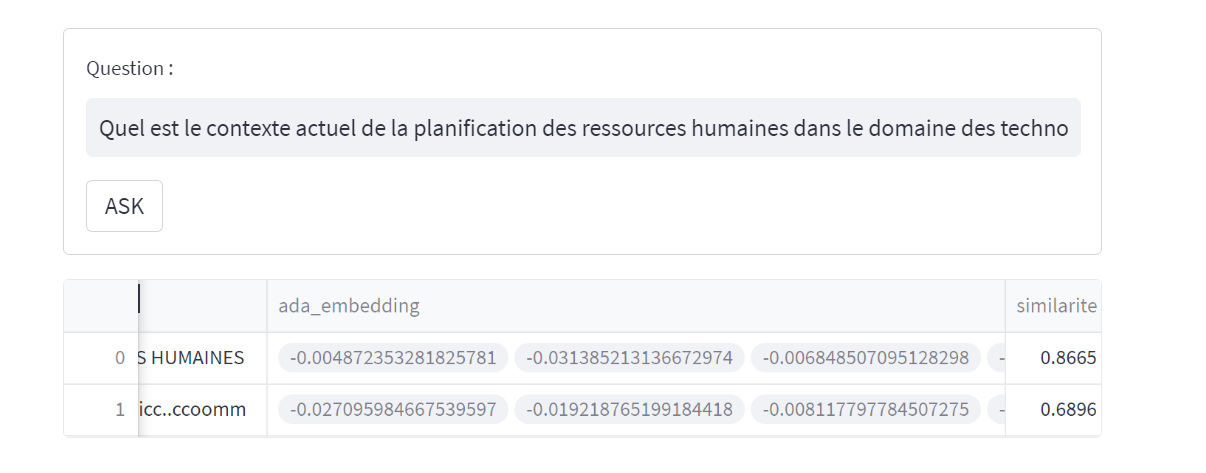 Question :
Quel est le contexte actuel de la planification des ressources humaines dans le domaine des techno
ASK
ada_embedding similarite
0 S HUMAINES -0.004872353281825781 -0.031385213136672974 -0.006848507095128298 - 0.8665
1 icc..ccoomm -0.027095984667539597 -0.019218765199184418 -0.008117797784507275 - 0.6896